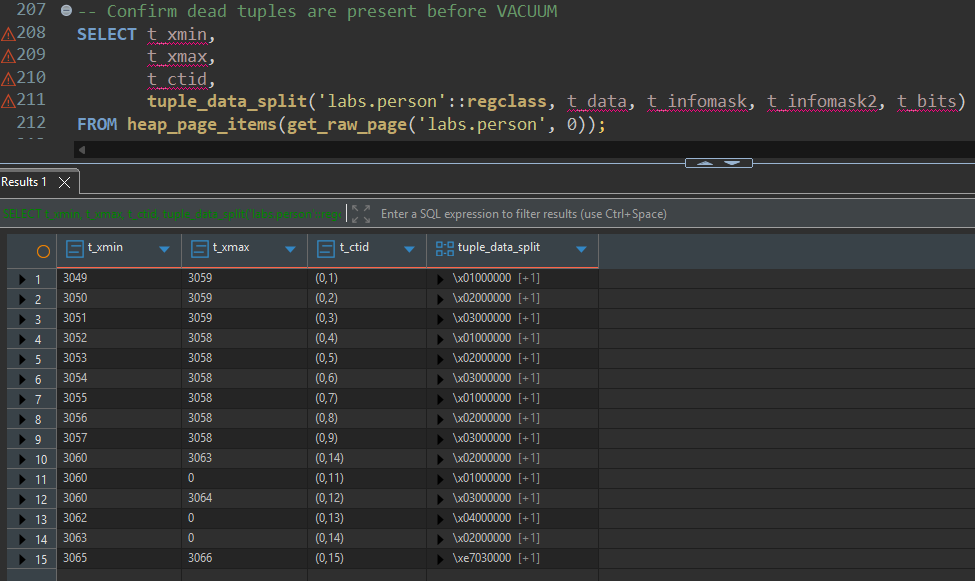 207 -- Confirm dead tuples are present before VACUUM
208 SELECT t_xmin,
209 t_xmax,
210 t_ctid,
211 tuple_data_split('labs.person'::regclass, t_data, t_infomask, t_infomask2, t_bits)
212 FROM heap_page_items(get_raw_page('labs.person', 0));
Results 1
SELECT t_xmin, t_xmax, t_ctid, tuple_data_split('labs.person'::regc Enter a SQL expression to filter results (use Ctrl+Space)
t_xmin t_xmax t_ctid tuple_data_split
1 3049 3059 (0,1) \x01000000 [+1]
2 3050 3059 (0,2) \x02000000 [+1]
3 3051 3059 (0,3) \x03000000 [+1]
4 3052 3058 (0,4) \x01000000 [+1]
5 3053 3058 (0,5) \x02000000 [+1]
6 3054 3058 (0,6) \x03000000 [+1]
7 3055 3058 (0,7) \x01000000 [+1]
8 3056 3058 (0,8) \x02000000 [+1]
9 3057 3058 (0,9) \x03000000 [+1]
10 3060 3063 (0,14) \x02000000 [+1]
11 3060 0 (0,11) \x01000000 [+1]
12 3060 3064 (0,12) \x03000000 [+1]
13 3062 0 (0,13) \x04000000 [+1]
14 3063 0 (0,14) \x02000000 [+1]
15 3065 3066 (0,15) \xe7030000 [+1]